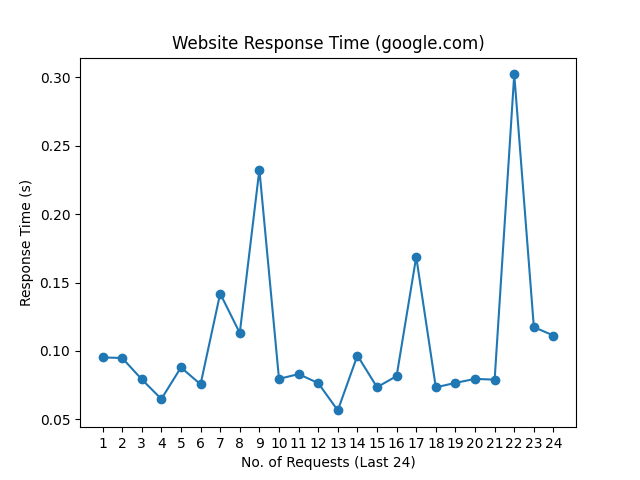 Website Response Time (google.com)
0.30
0.25
0.20
0.15
0.10
0.05
Response Time (s)
1 2 3 4 5 6 7 8 9 10 11 12 13 14 15 16 17 18 19 20 21 22 23 24
No. of Requests (Last 24)